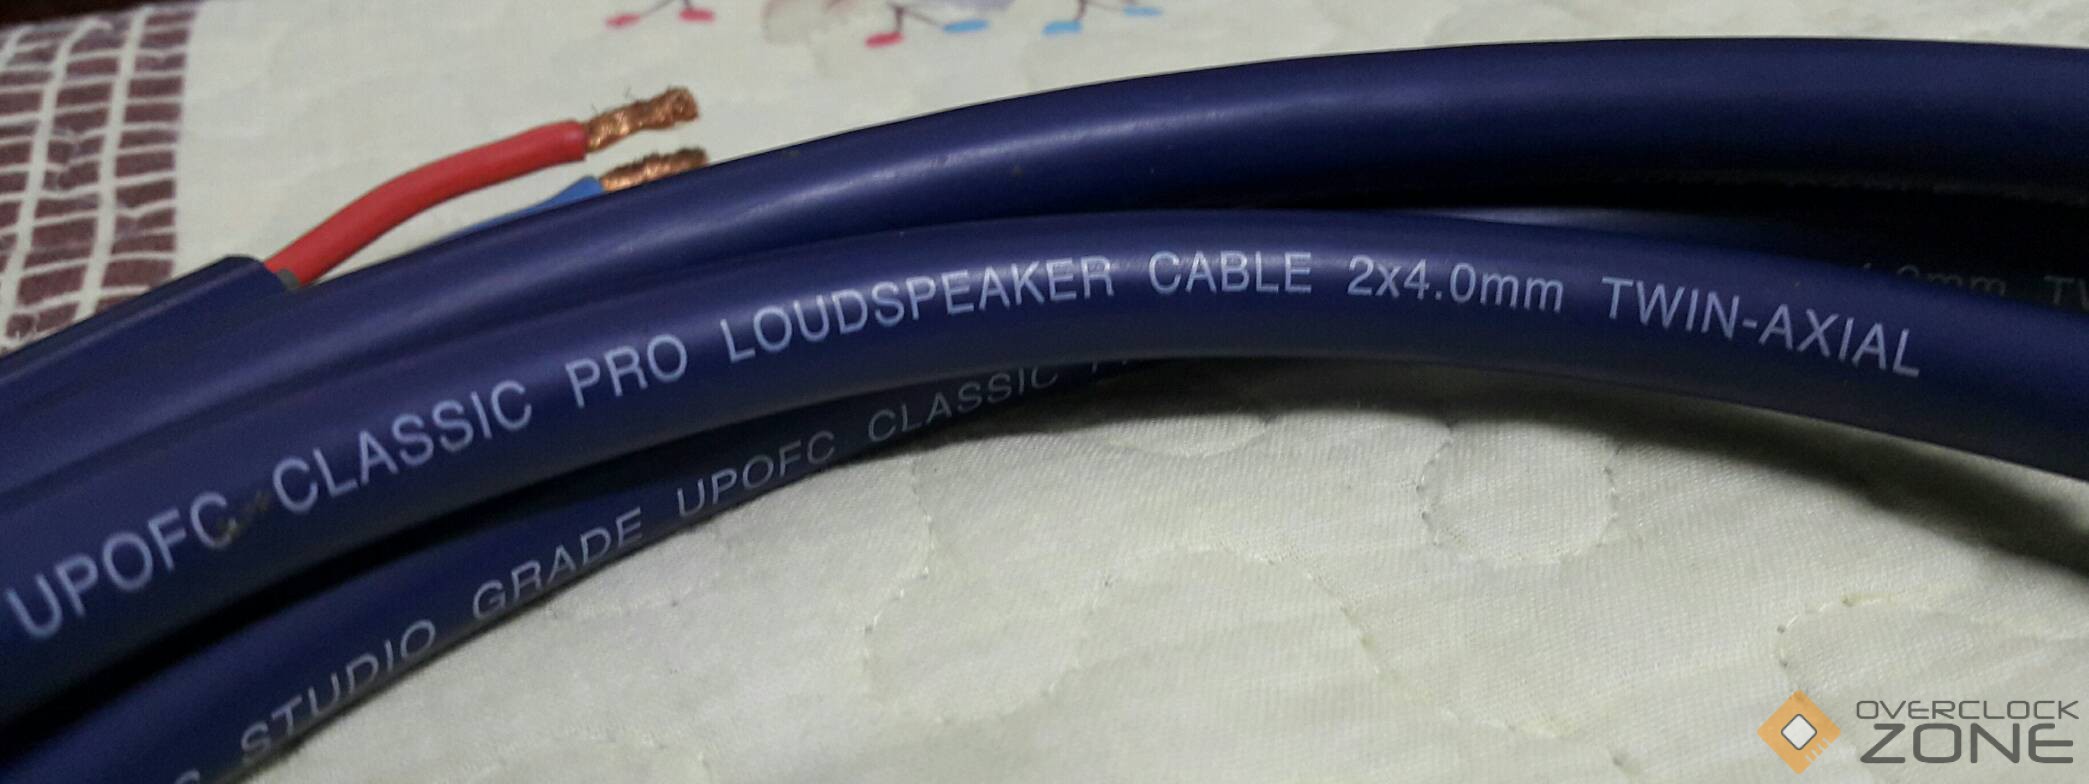 UPOFC CLASSIC PRO LOUDSPEAKER CABLE 2x4.0mm TWIN-AXIAL
STUDIO GRADE UPOFC CLASSIC
OVERCLOCK
ZONE